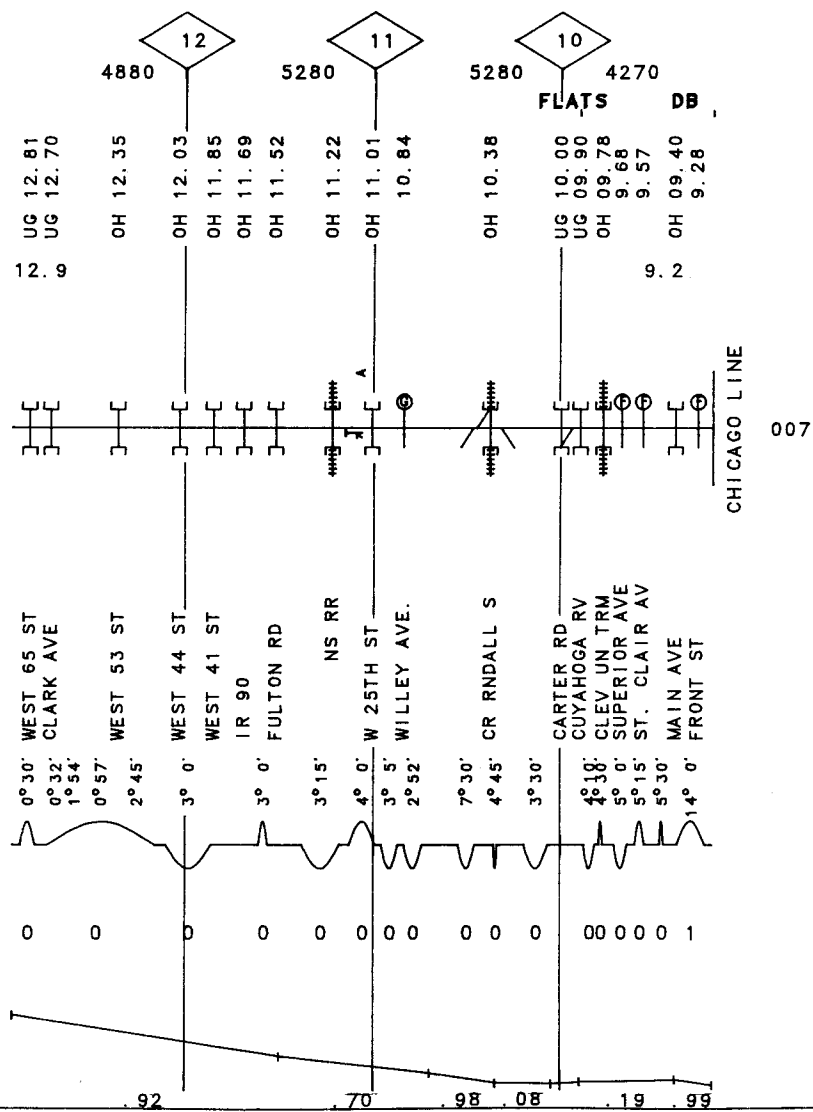 12
11
10
4880
5280
5280
4270
FLATS
DB
UG 12.81
UG 12.70
OH 12.35
OH 12.03
OH 11.85
OH 11.69
OH 11.52
OH 11.22
OH 11.01
10.84
OH 10.38
UG 10.00
UG 09.90
OH 09.78
9.68
9.57
OH 09.40
9.28
12.9
9.2
A
G
F
F
F
CHICAGO LINE
007
WEST 65 ST
CLARK AVE
WEST 53 ST
WEST 44 ST
WEST 41 ST
IR 90
FULTON RD
NS RR
W 25TH ST
WILLEY AVE.
CR RNDALL S
CARTER RD
CUYAHOGA RV
CLEV UN TRM
SUPERIOR AVE
ST. CLAIR AV
MAIN AVE
FRONT ST
0°30'
0°32'
1°54'
0°57'
2°45'
3° 0'
3° 0'
3°15'
4° 0'
3° 5'
2°52'
7°30'
4°45'
3°30'
4°10'
4°30'
5° 0'
5°15'
5°30'
14° 0'
0 0 0 0 0 0 0 0 0 0 0 00 0 0 0 1
.92 .70 .98 .08 .19 .99